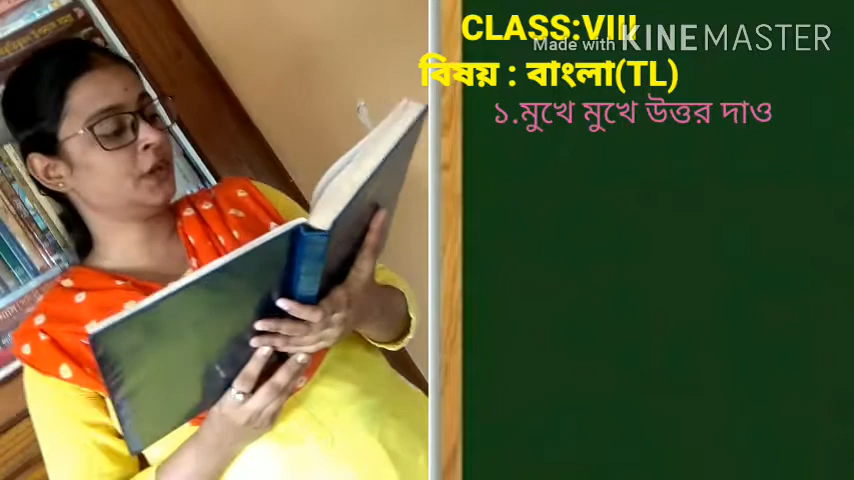 CLASS:VIII
Made with KINEMASTER
বিষয় : বাংলা(TL)
১.মুখে মুখে উত্তর দাও